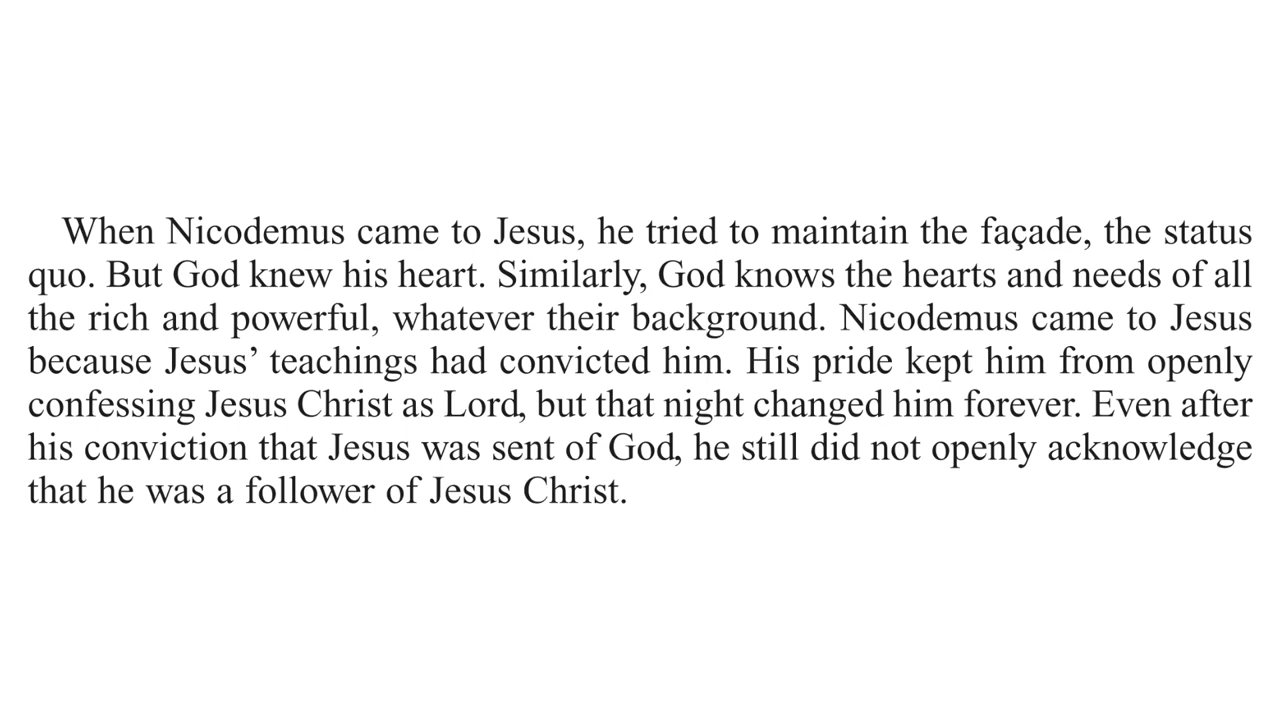 When Nicodemus came to Jesus, he tried to maintain the façade, the status
quo. But God knew his heart. Similarly, God knows the hearts and needs of all
the rich and powerful, whatever their background. Nicodemus came to Jesus
because Jesus’ teachings had convicted him. His pride kept him from openly
confessing Jesus Christ as Lord, but that night changed him forever. Even after
his conviction that Jesus was sent of God, he still did not openly acknowledge
that he was a follower of Jesus Christ.